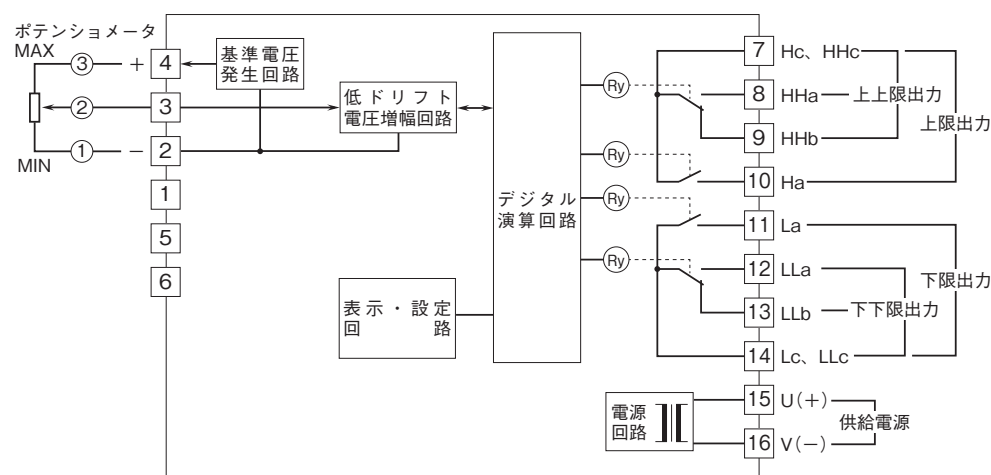 ポテンショメータ
MAX
③ + 4
② 3
① - 2
MIN
1
5
6
基準電圧
発生回路
低ドリフト
電圧増幅回路
デジタル
演算回路
表示・設定
回路
Ry
Ry
Ry
Ry
7 Hc、HHc
8 HHa 上上限出力
9 HHb
上限出力
10 Ha
11 La
12 LLa
下限出力
13 LLb 下下限出力
14 Lc、LLc
電源
回路
15 U(+)
供給電源
16 V(−)